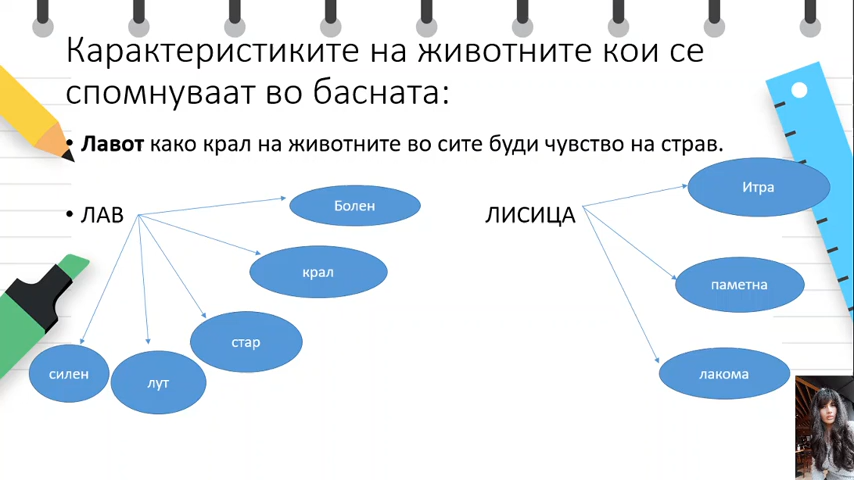 Карактеристиките на животните кои се
спомнуваат во басната:
• Лавот како крал на животните во сите буди чувство на страв.
• ЛАВ
Болен
крал
стар
лут
силен
ЛИСИЦА
Итра
паметна
лакома